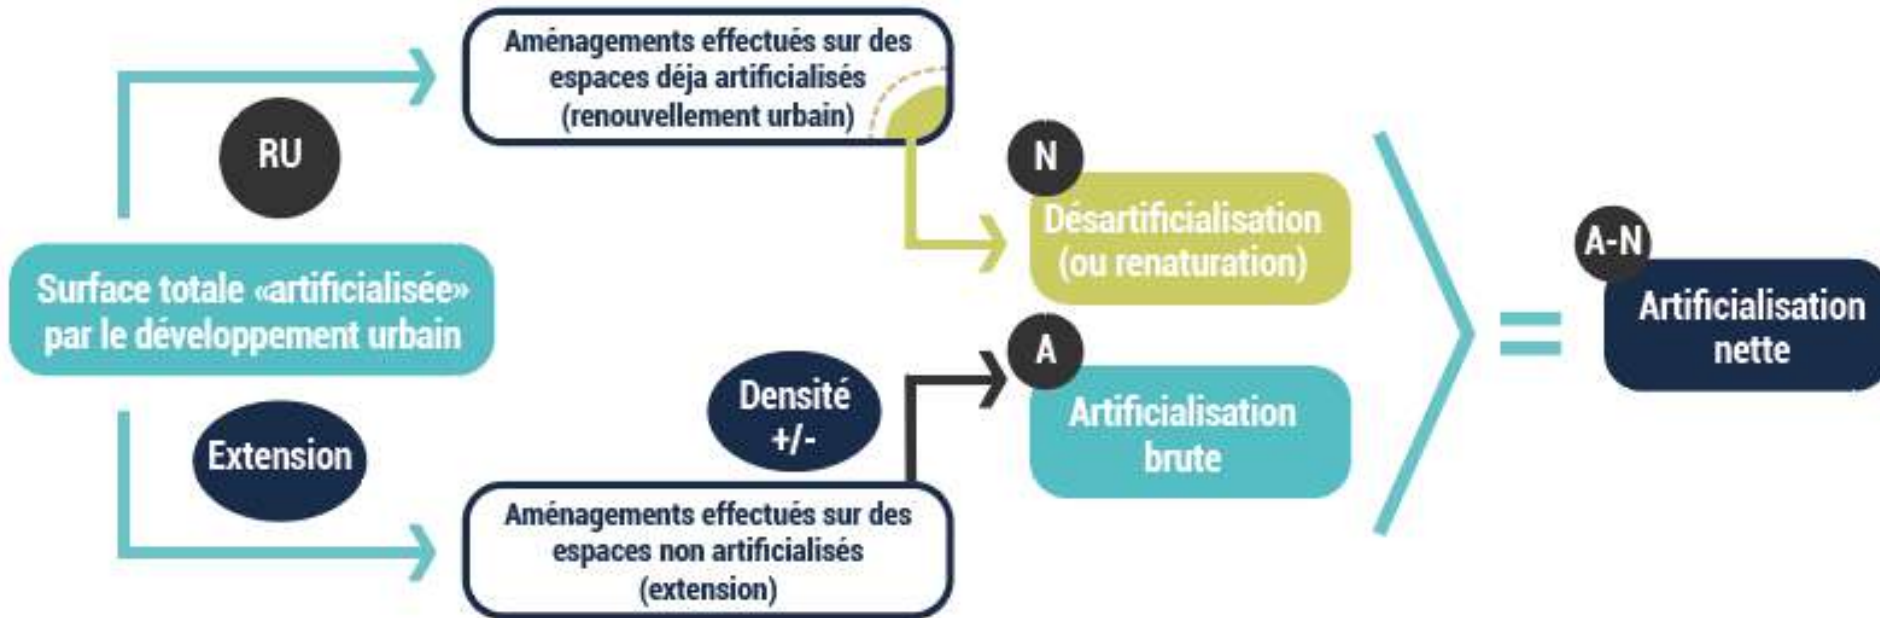 Aménagements effectués sur des
espaces déja artificialisés
(renouvellement urbain)
RU
N
Désartificialisation
(ou renaturation)
A-N
Surface totale «artificialisée»
par le développement urbain
Artificialisation
nette
=
A
Densité
+/-
Artificialisation
brute
Extension
Aménagements effectués sur des
espaces non artificialisés
(extension)